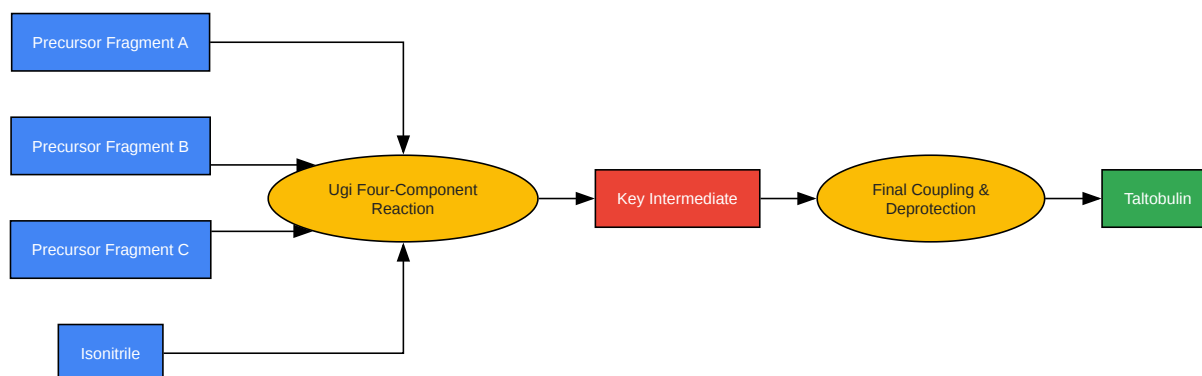 Precursor Fragment A
Precursor Fragment B
Ugi Four-Component
Reaction
Precursor Fragment C
Isonitrile
Key Intermediate
Final Coupling &
Deprotection
Taltobulin